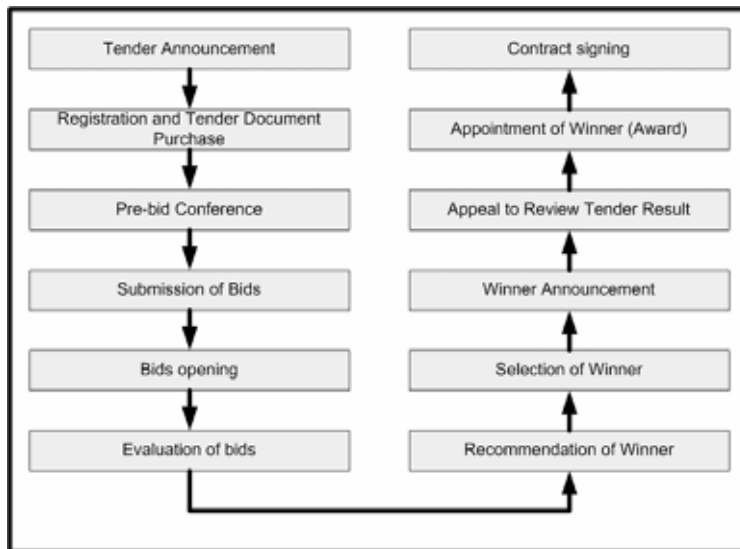 Tender Announcement
Registration and Tender Document
Purchase
Pre-bid Conference
Submission of Bids
Bids opening
Evaluation of bids
Recommendation of Winner
Selection of Winner
Winner Announcement
Appeal to Review Tender Result
Appointment of Winner (Award)
Contract signing